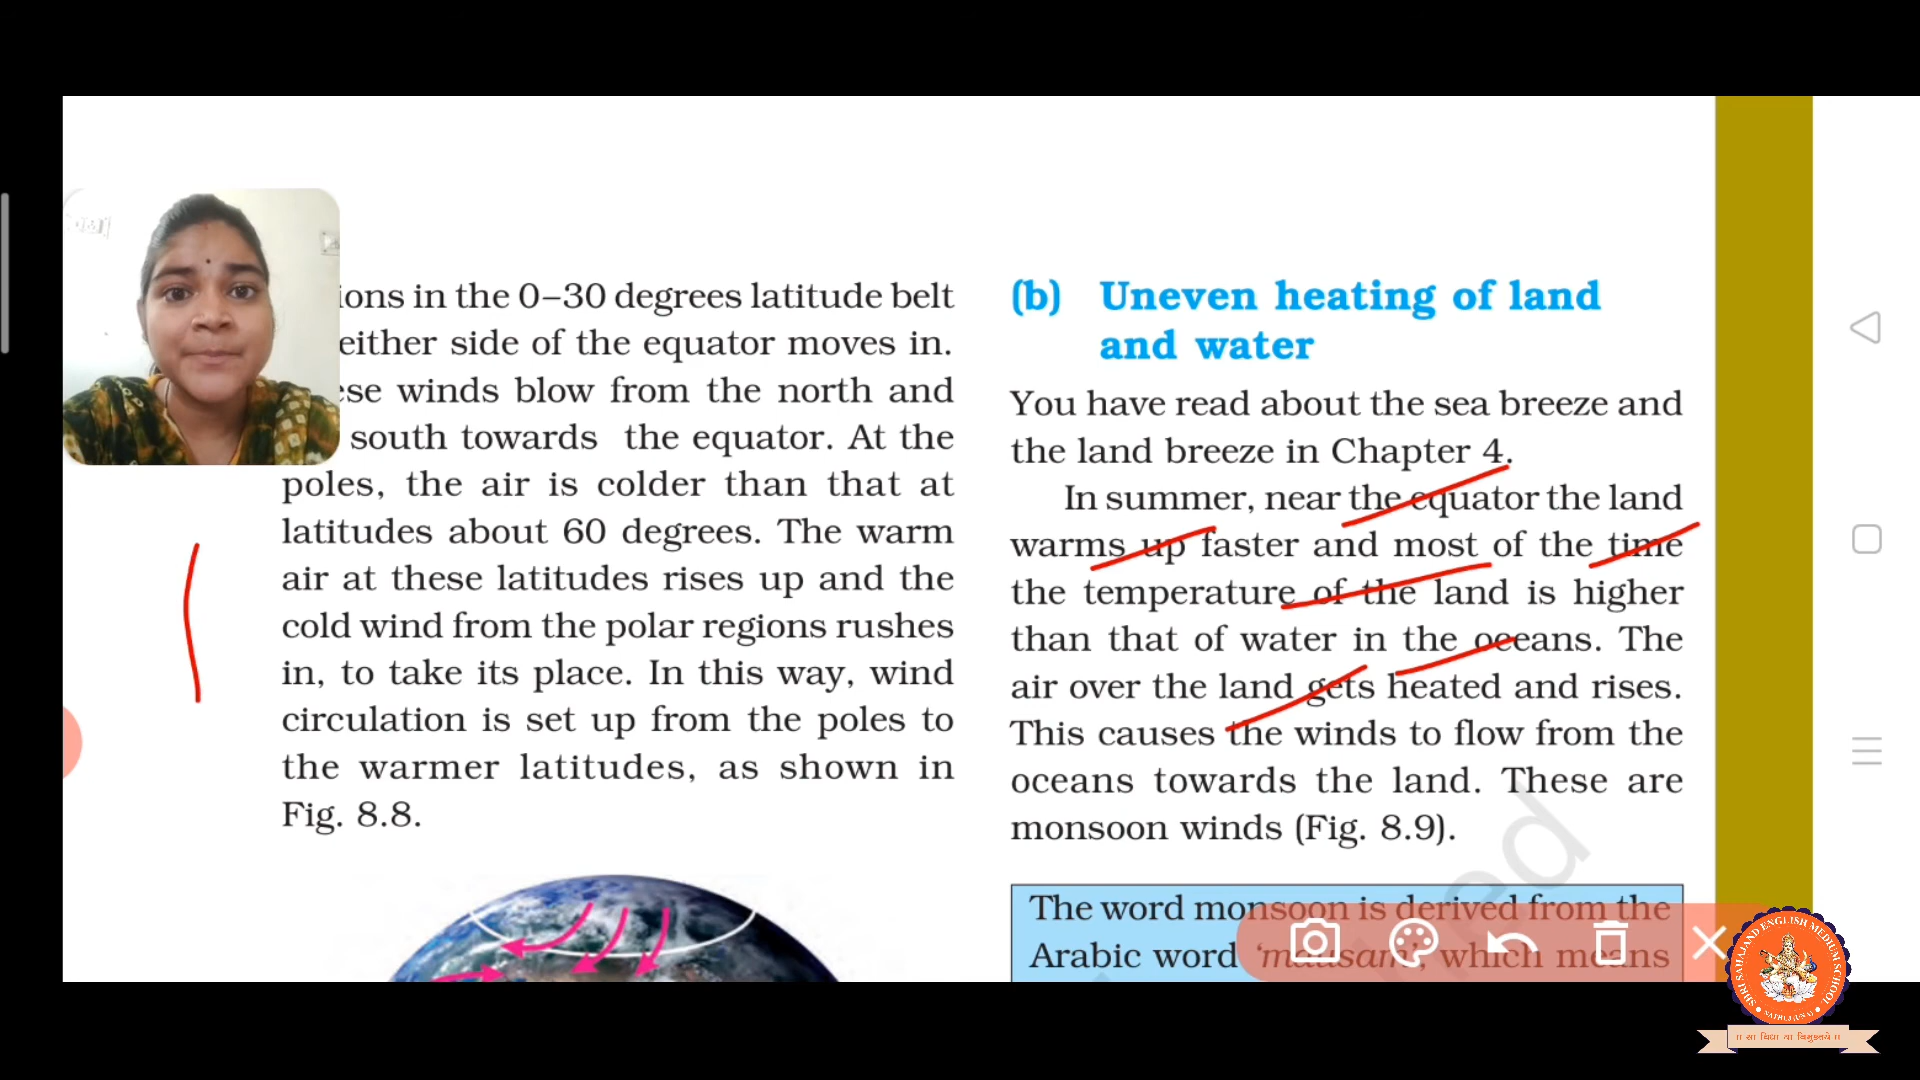 ions in the 0–30 degrees latitude belt
either side of the equator moves in.
ese winds blow from the north and
south towards the equator. At the
poles, the air is colder than that at
latitudes about 60 degrees. The warm
air at these latitudes rises up and the
cold wind from the polar regions rushes
in, to take its place. In this way, wind
circulation is set up from the poles to
the warmer latitudes, as shown in
Fig. 8.8.
(b) Uneven heating of land
and water
You have read about the sea breeze and
the land breeze in Chapter 4.
In summer, near the equator the land
warms up faster and most of the time
the temperature of the land is higher
than that of water in the oceans. The
air over the land gets heated and rises.
This causes the winds to flow from the
oceans towards the land. These are
monsoon winds (Fig. 8.9).
The word monsoon is derived from the
Arabic word 'mausam', which means
SHRI SAHAJANAND ENGLISH MEDIUM SCHOOL
॥ सा विद्या या विमुक्तये ॥